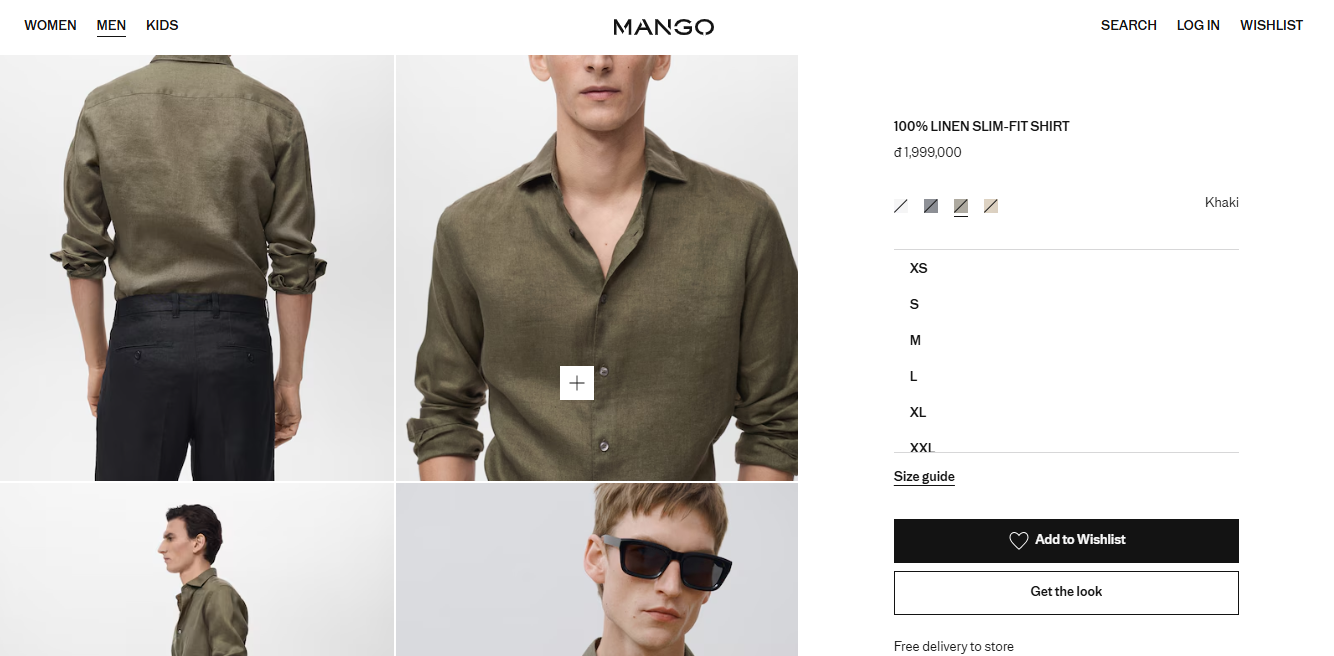 WOMEN MEN KIDS MANGO SEARCH LOG IN WISHLIST
100% LINEN SLIM-FIT SHIRT
đ 1,999,000
Khaki
XS
S
M
L
XL
XXL
Size guide
Add to Wishlist
Get the look
Free delivery to store